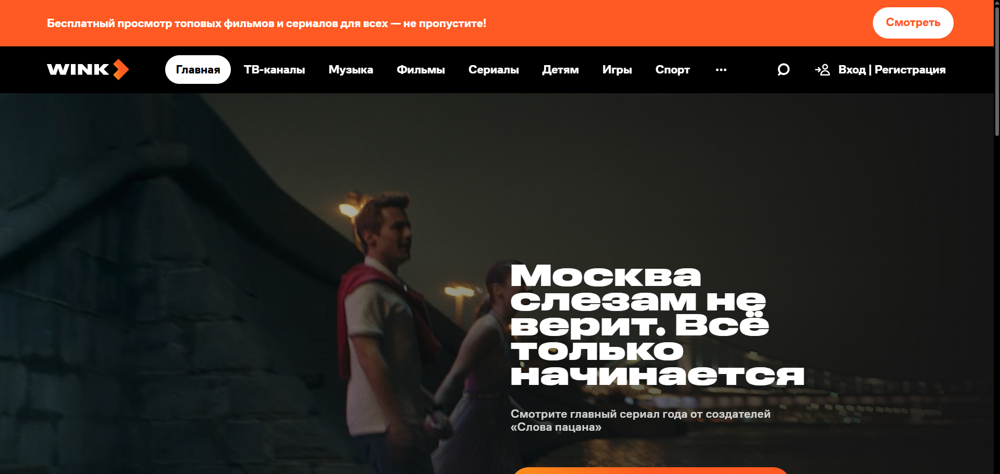 Бесплатный просмотр топовых фильмов и сериалов для всех — не пропустите!
Смотреть
WINK
Главная
ТВ-каналы
Музыка
Фильмы
Сериалы
Детям
Игры
Спорт
Вход | Регистрация
Москва
слезам не
верит. Всё
только
начинается
Смотрите главный сериал года от создателей
«Слова пацана»